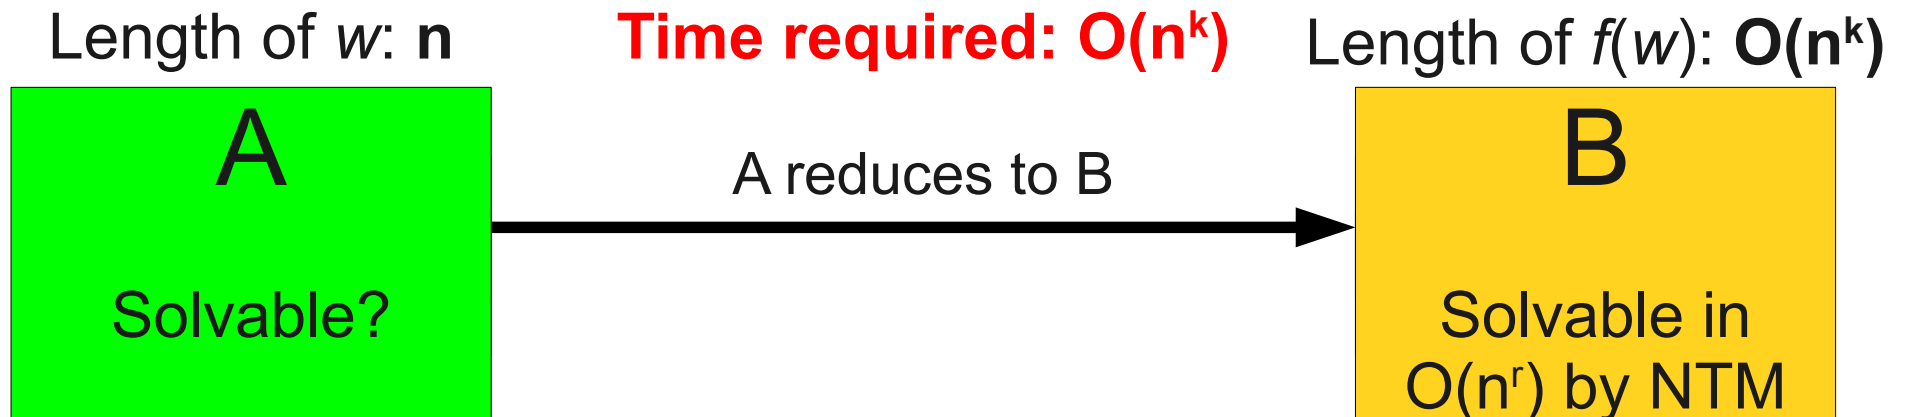 Length of w: n
Time required: O(nᵏ)
Length of f(w): O(nᵏ)
A
A reduces to B
B
Solvable?
Solvable in
O(nʳ) by NTM